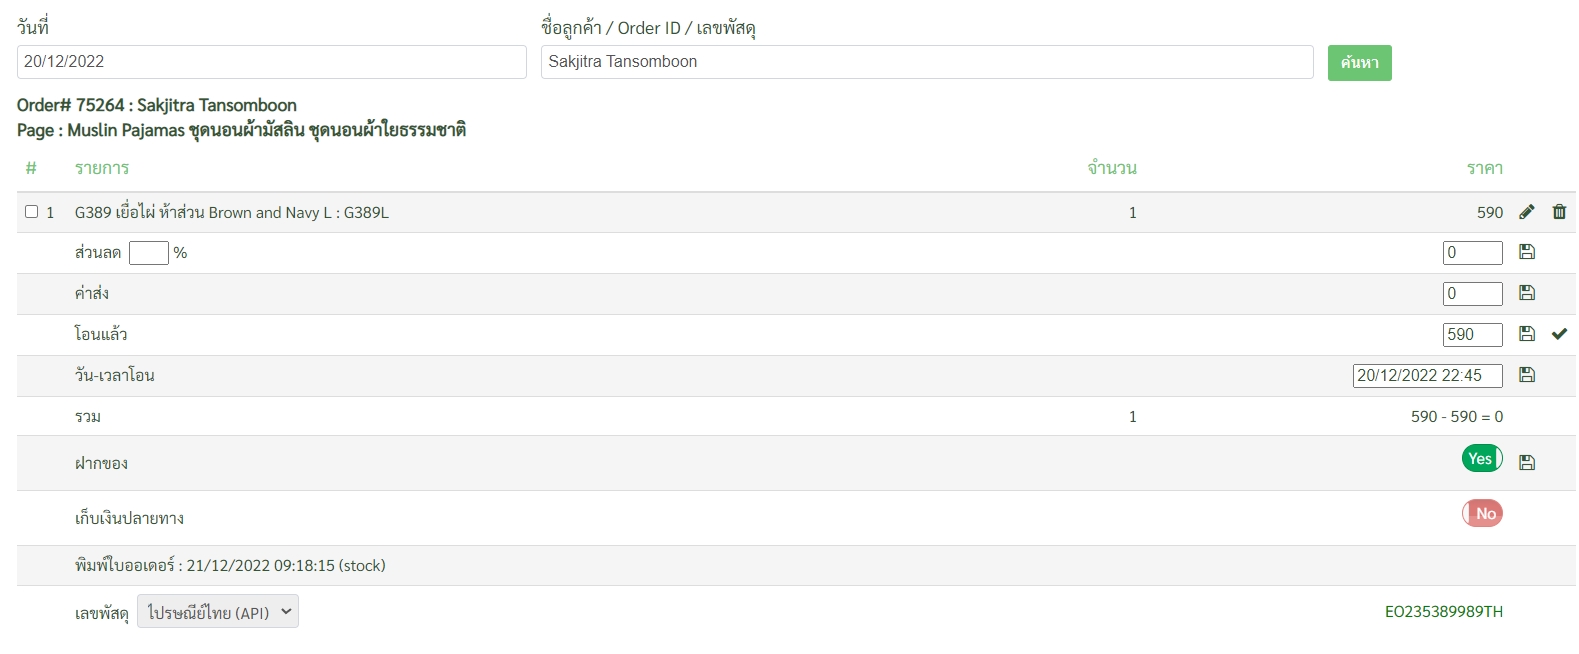 วันที่ ชื่อลูกค้า / Order ID / เลขพัสดุ
20/12/2022 Sakjitra Tansomboon ค้นหา
Order# 75264 : Sakjitra Tansomboon
Page : Muslin Pajamas ชุดนอนผ้ามัสลิน ชุดนอนผ้าใยธรรมชาติ
# รายการ จำนวน ราคา
1 G389 เยื่อไผ่ ห้าส่วน Brown and Navy L : G389L 1 590
ส่วนลด % 0
ค่าส่ง 0
โอนแล้ว 590
วัน-เวลาโอน 20/12/2022 22:45
รวม 1 590 - 590 = 0
ฝากของ Yes
เก็บเงินปลายทาง No
พิมพ์ใบออเดอร์ : 21/12/2022 09:18:15 (stock)
เลขพัสดุ ไปรษณีย์ไทย (API) EO235389989TH